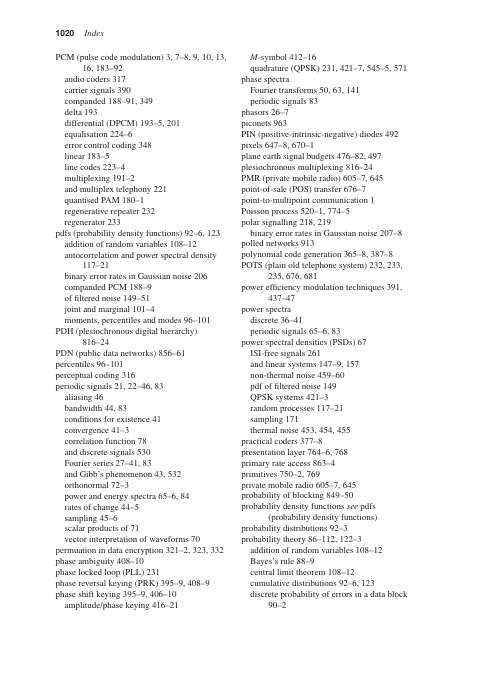 1020 Index
PCM (pulse code modulation) 3, 7–8, 9, 10, 13,
16, 183–92
audio coders 317
carrier signals 390
companded 188–91, 349
delta 193
differential (DPCM) 193–5, 201
equalisation 224–6
error control coding 348
linear 183–5
line codes 223–4
multiplexing 191–2
and multiplex telephony 221
quantised PAM 180–1
regenerative repeater 232
regenerator 233
pdfs (probability density functions) 92–6, 123
addition of random variables 108–12
autocorrelation and power spectral density
117–21
binary error rates in Gaussian noise 206
companded PCM 188–9
of filtered noise 149–51
joint and marginal 101–4
moments, percentiles and modes 96–101
PDH (plesiochronous digital hierarchy)
816–24
PDN (public data networks) 856–61
percentiles 96–101
perceptual coding 316
periodic signals 21, 22–46, 83
aliasing 46
bandwidth 44, 83
conditions for existence 41
convergence 41–3
correlation function 78
and discrete signals 530
Fourier series 27–41, 83
and Gibb's phenomenon 43, 532
orthonormal 72–3
power and energy spectra 65–6, 84
rates of change 44–5
sampling 45–6
scalar products of 71
vector interpretation of waveforms 70
permuation in data encryption 321–2, 323, 332
phase ambiguity 408–10
phase locked loop (PLL) 231
phase reversal keying (PRK) 395–9, 408–9
phase shift keying 395–9, 406–10
amplitude/phase keying 416–21
M-symbol 412–16
quadrature (QPSK) 231, 421–7, 545–5, 571
phase spectra
Fourier transforms 50, 63, 141
periodic signals 83
phasors 26–7
piconets 963
PIN (positive-intrinsic-negative) diodes 492
pixels 647–8, 670–1
plane earth signal budgets 476–82, 497
plesiochronous multiplexing 816–24
PMR (private mobile radio) 605–7, 645
point-of-sale (POS) transfer 676–7
point-to-multipoint communication 1
Poisson process 520–1, 774–5
polar signalling 218, 219
binary error rates in Gaussian noise 207–8
polled networks 913
polynomial code generation 365–8, 387–8
POTS (plain old telephone system) 232, 233,
235, 676, 681
power efficiency modulation techniques 391,
437–47
power spectra
discrete 36–41
periodic signals 65–6, 83
power spectral densities (PSDs) 67
ISI-free signals 261
and linear systems 147–9, 157
non-thermal noise 459–60
pdf of filtered noise 149
QPSK systems 421–3
random processes 117–21
sampling 171
thermal noise 453, 454, 455
practical coders 377–8
presentation layer 764–6, 768
primary rate access 863–4
primitives 750–2, 769
private mobile radio 605–7, 645
probability of blocking 849–50
probability density functions see pdfs
(probability density functions)
probability distributions 92–3
probability theory 86–112, 122–3
addition of random variables 108–12
Bayes's rule 88–9
central limit theorem 108–12
cumulative distributions 92–6, 123
discrete probability of errors in a data block
90–2